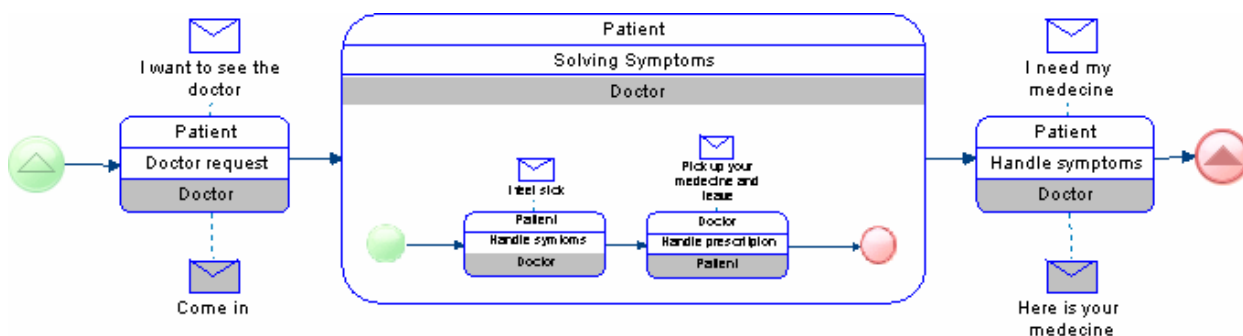 I want to see the
doctor
Patient
Doctor request
Doctor
Come in
Patient
Solving Symptoms
Doctor
I feel sick
Patient
Handle symtoms
Doctor
Pick up your
medecine and
leave
Doctor
Handle prescription
Patient
I need my
medecine
Patient
Handle symptoms
Doctor
Here is your
medecine